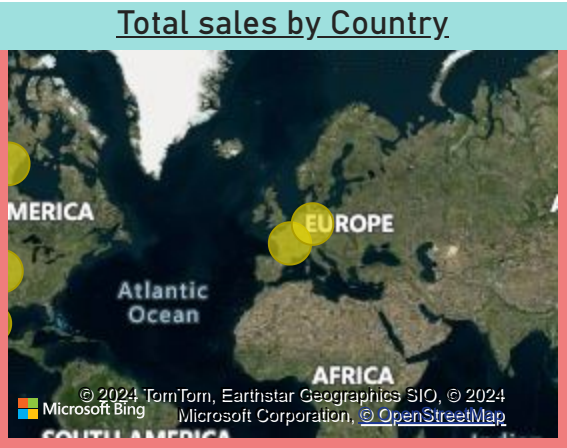 Total sales by Country
MERICA
EUROPE
Atlantic
Ocean
AFRICA
© 2024 TomTom, Earthstar Geographics SIO, © 2024
Microsoft Bing
Microsoft Corporation, © OpenStreetMap
SOUTH AMERICA